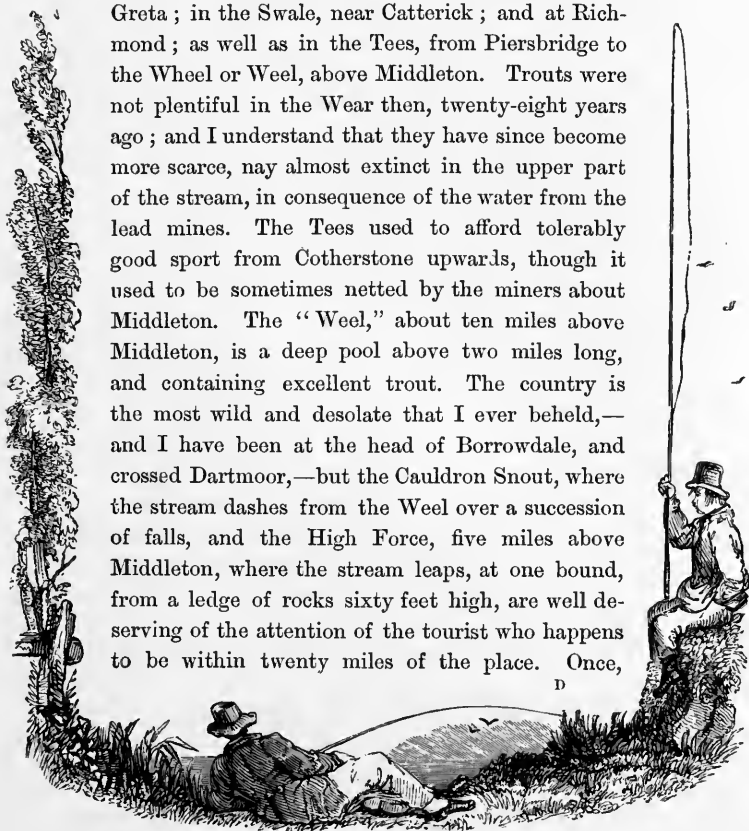 Greta ; in the Swale, near Catterick ; and at Rich-
mond ; as well as in the Tees, from Piersbridge to
the Wheel or Weel, above Middleton. Trouts were
not plentiful in the Wear then, twenty-eight years
ago ; and I understand that they have since become
more scarce, nay almost extinct in the upper part
of the stream, in consequence of the water from the
lead mines. The Tees used to afford tolerably
good sport from Cotherstone upwards, though it
used to be sometimes netted by the miners about
Middleton. The “Weel,” about ten miles above
Middleton, is a deep pool above two miles long,
and containing excellent trout. The country is
the most wild and desolate that I ever beheld,—
and I have been at the head of Borrowdale, and
crossed Dartmoor,—but the Cauldron Snout, where
the stream dashes from the Weel over a succession
of falls, and the High Force, five miles above
Middleton, where the stream leaps, at one bound,
from a ledge of rocks sixty feet high, are well de-
serving of the attention of the tourist who happens
to be within twenty miles of the place. Once,
D